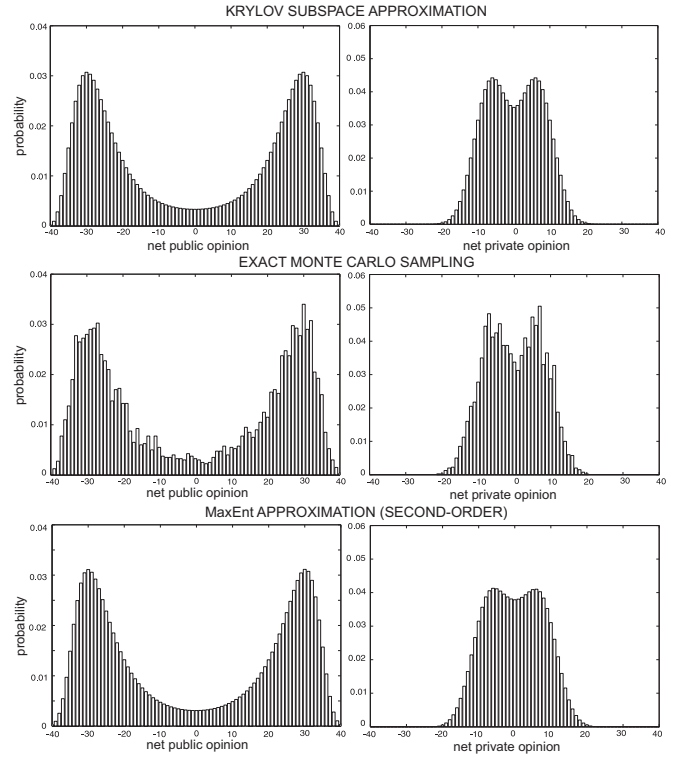 KRYLOV SUBSPACE APPROXIMATION
0.04
0.03
0.02
0.01
0
probability
-40 -30 -20 -10 0 10 20 30 40
net public opinion
0.06
0.05
0.04
0.03
0.02
0.01
0
-40 -30 -20 -10 0 10 20 30 40
net private opinion
EXACT MONTE CARLO SAMPLING
0.04
0.03
0.02
0.01
0
probability
-40 -30 -20 -10 0 10 20 30 40
net public opinion
0.06
0.05
0.04
0.03
0.02
0.01
0
-40 -30 -20 -10 0 10 20 30 40
net private opinion
MaxEnt APPROXIMATION (SECOND-ORDER)
0.04
0.03
0.02
0.01
0
probability
-40 -30 -20 -10 0 10 20 30 40
net public opinion
0.06
0.05
0.04
0.03
0.02
0.01
0
-40 -30 -20 -10 0 10 20 30 40
net private opinion